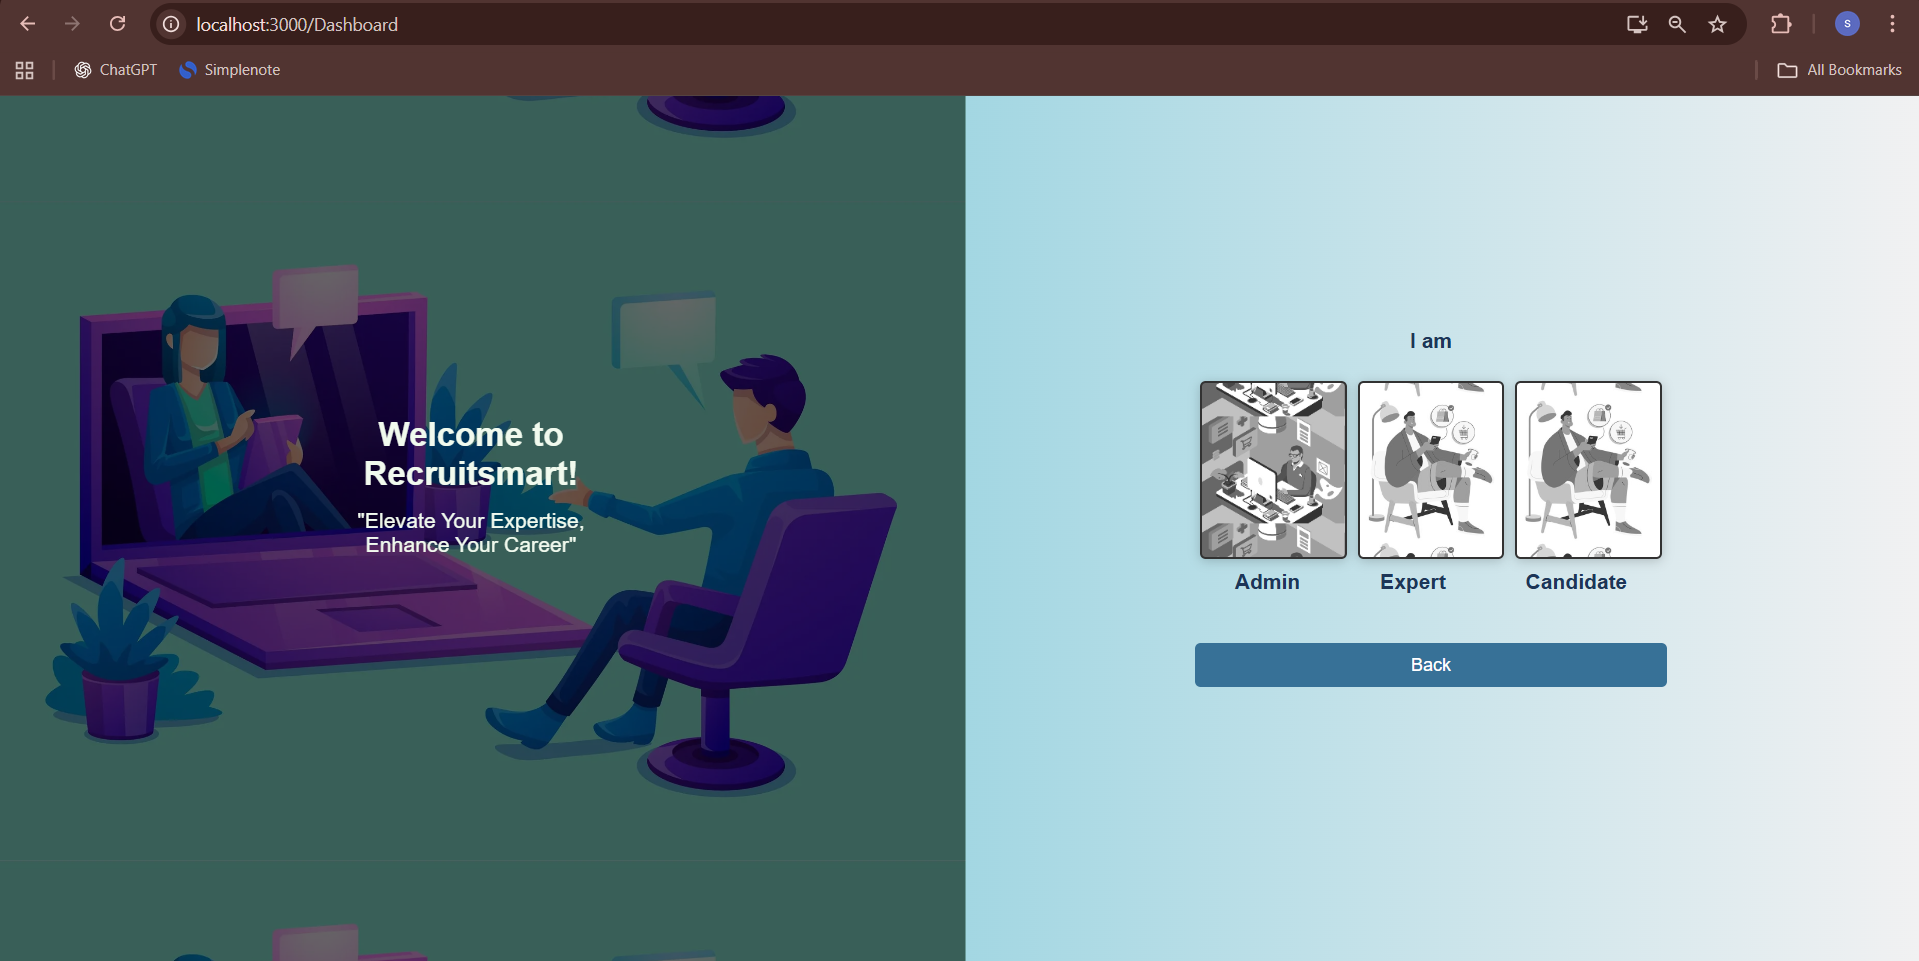 localhost:3000/Dashboard
S
ChatGPT
Simplenote
All Bookmarks
Welcome to
Recruitsmart!
"Elevate Your Expertise,
Enhance Your Career"
I am
Admin
Expert
Candidate
Back